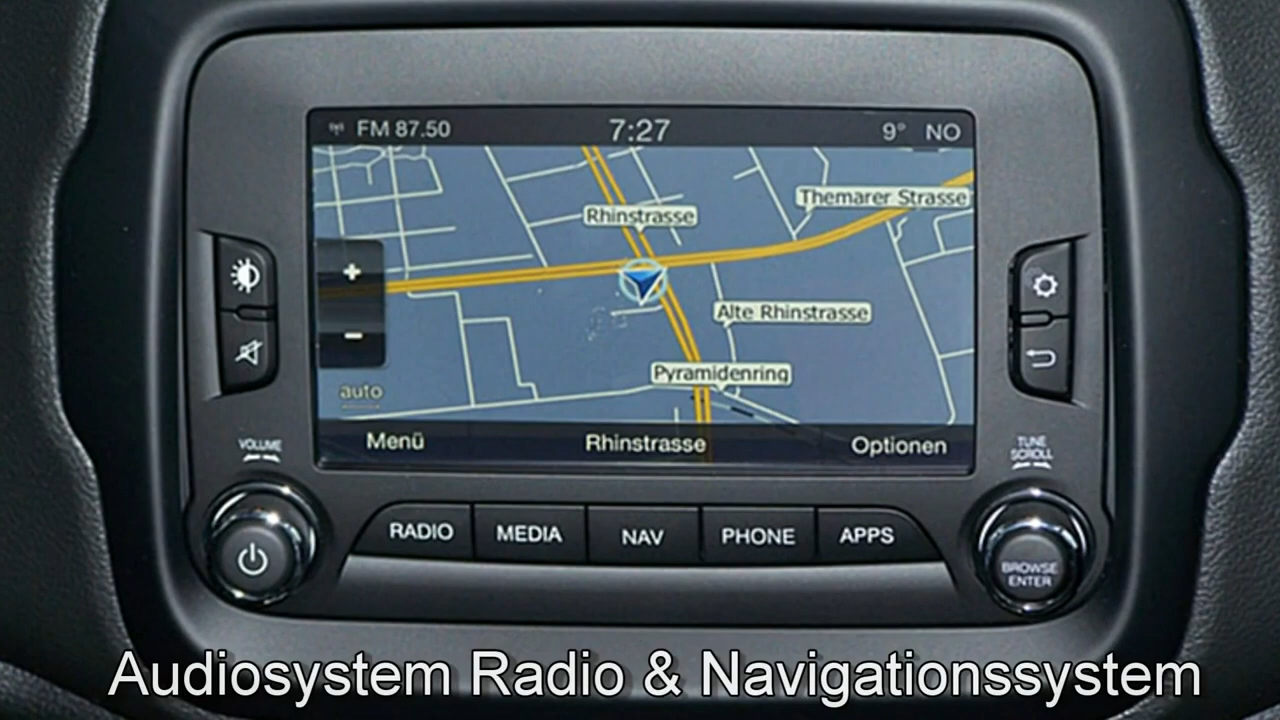 FM 87.50 7:27 9° NO
Themarer Strasse
Rhinstrasse
+
Alte Rhinstrasse
−
Pyramidenring
auto
Menü Rhinstrasse Optionen
VOLUME
TUNE
SCROLL
RADIO MEDIA NAV PHONE APPS
BROWSE
ENTER
Audiosystem Radio & Navigationssystem